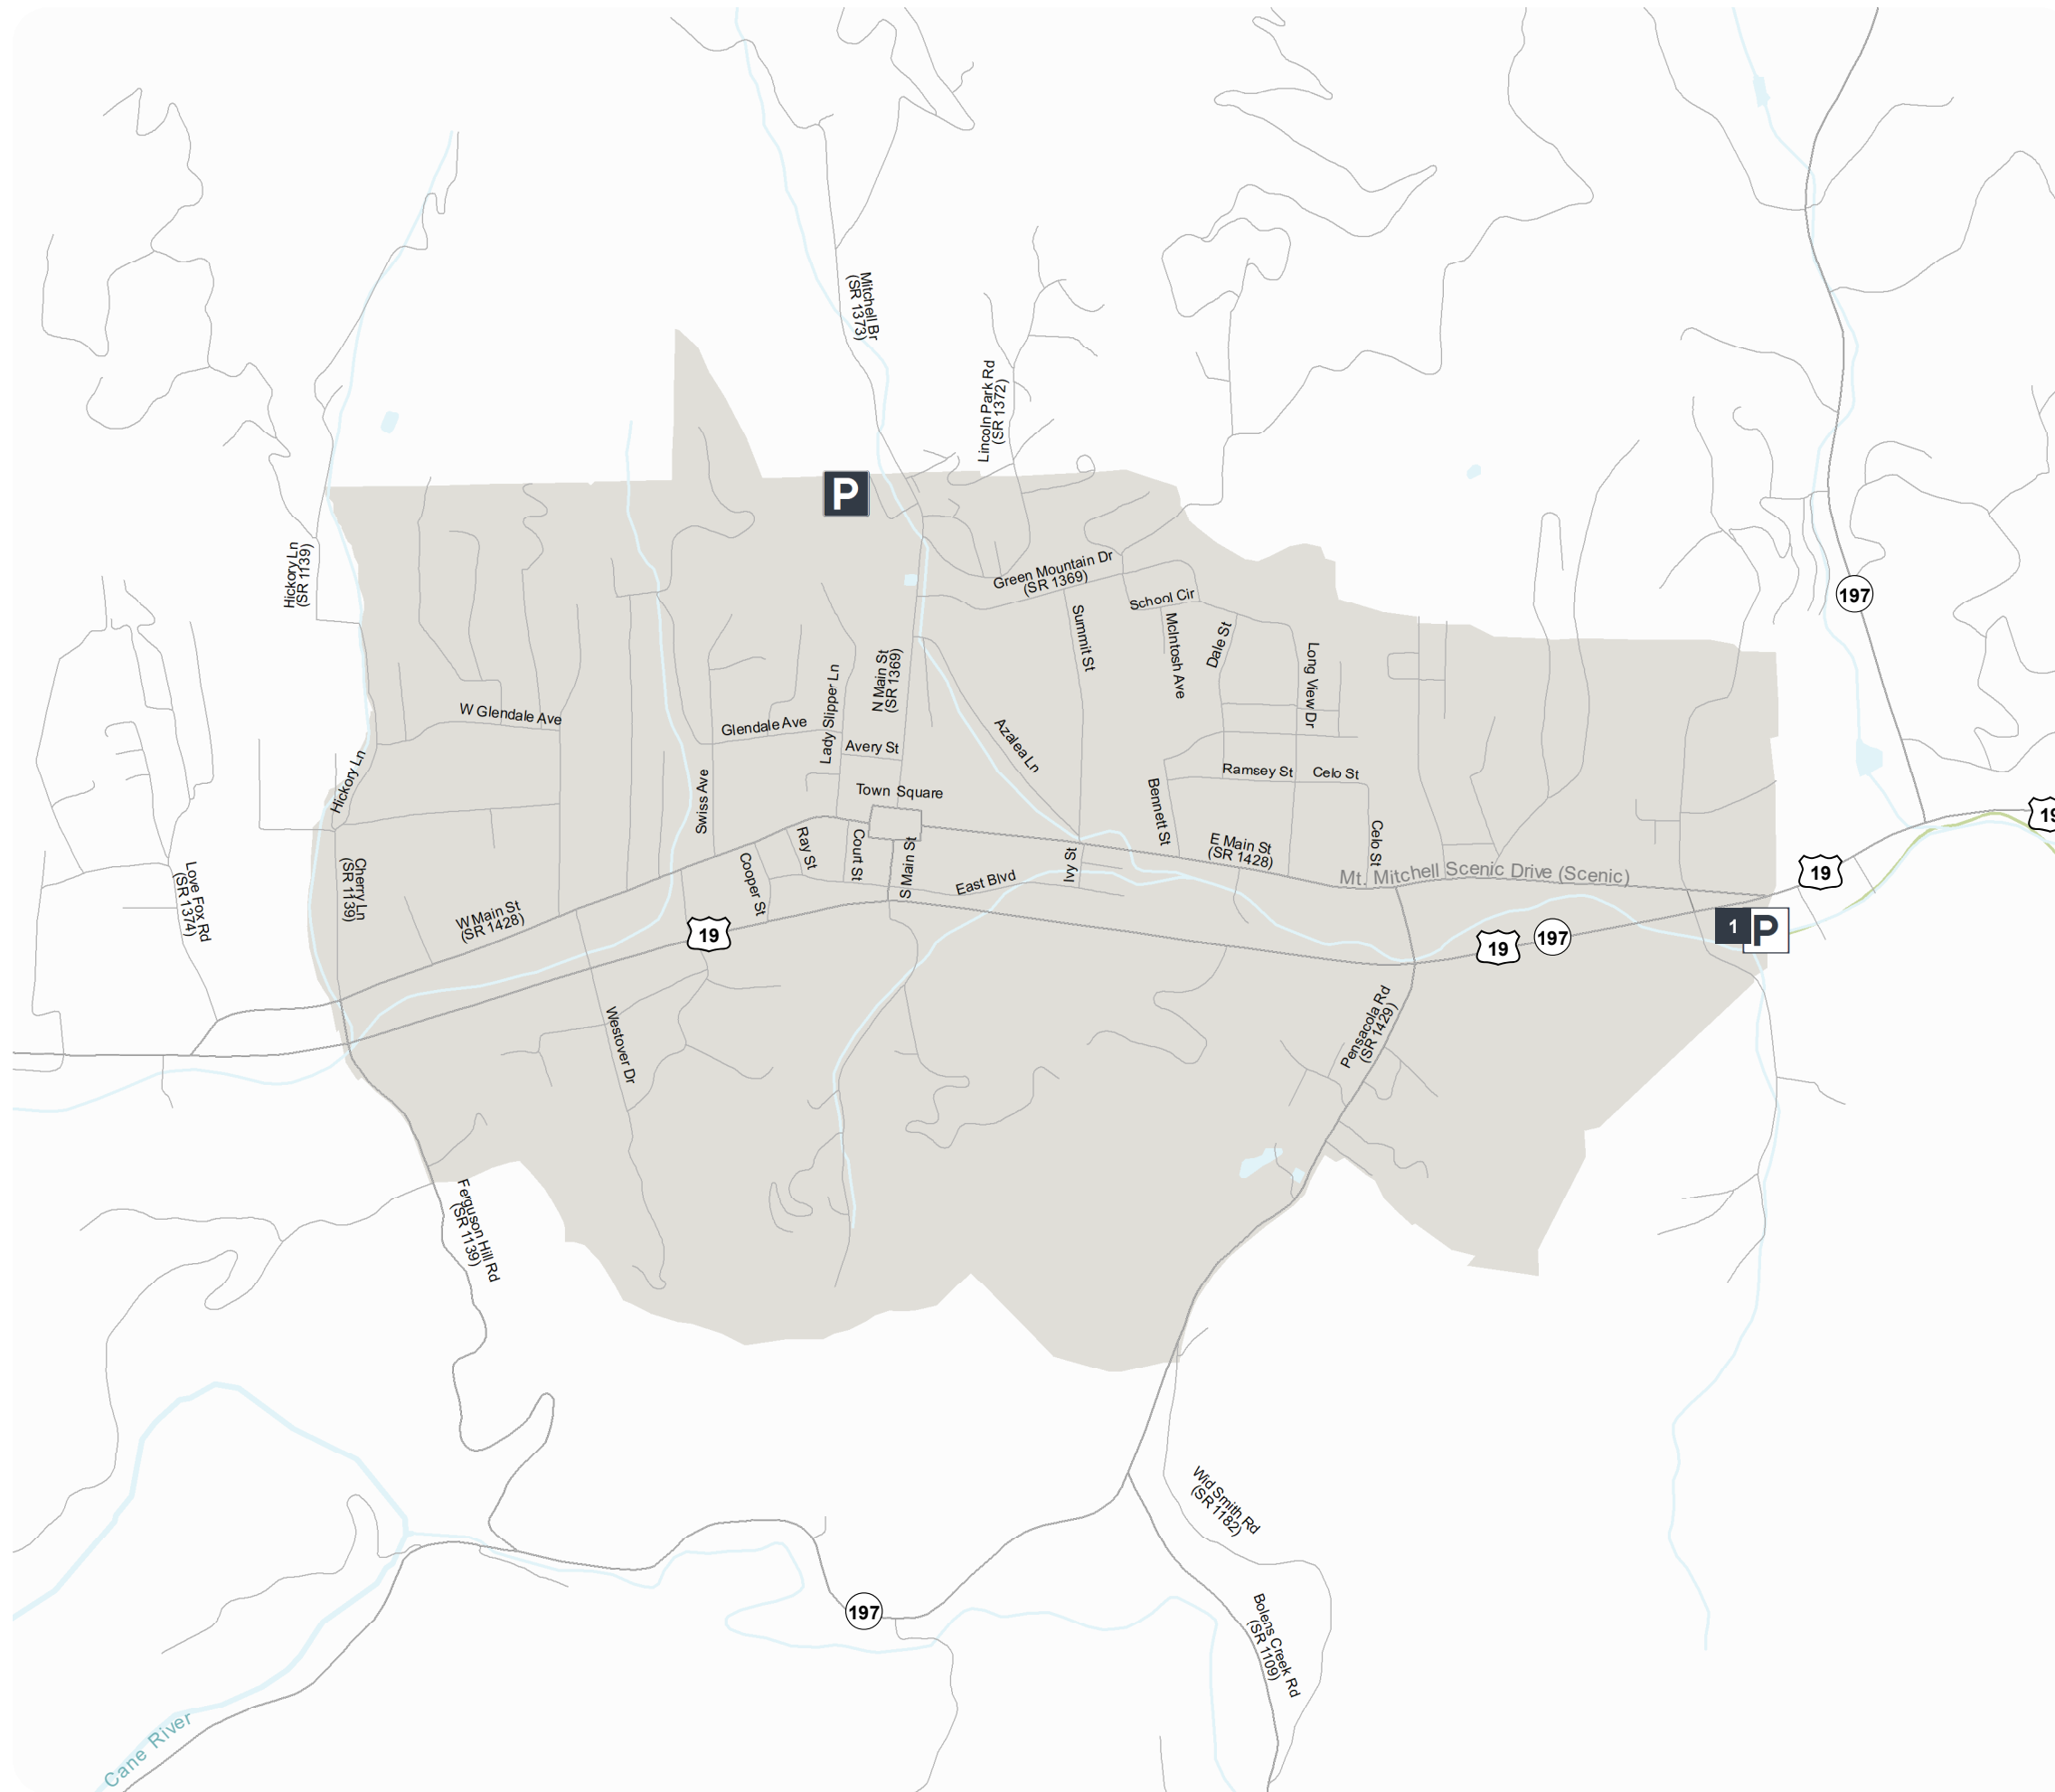 Mitchell Br
(SR 1373)
Lincoln Park Rd
(SR 1372)
P
Hickory Ln
(SR 1139)
Green Mountain Dr
(SR 1369)
School Cir
197
Summit St
McIntosh Ave
Dale St
Long View Dr
N Main St
(SR 1369)
Lady Slipper Ln
W Glendale Ave
Glendale Ave
Avery St
Azalea Ln
Hickory Ln
Swiss Ave
Town Square
Bennett St
Ramsey St
Celo St
19
Ray St
Court St
S Main St
Ivy St
E Main St
(SR 1428)
Celo St
Mt. Mitchell Scenic Drive (Scenic)
19
Love Fox Rd
(SR 1374)
Cherry Ln
(SR 1139)
Cooper St
East Blvd
W Main St
(SR 1428)
19
19
197
1
P
Westover Dr
Pensacola Rd
(SR 1429)
Ferguson Hill Rd
(SR 1139)
Wid Smith Rd
(SR 1182)
197
Bolens Creek Rd
(SR 1109)
Cane River